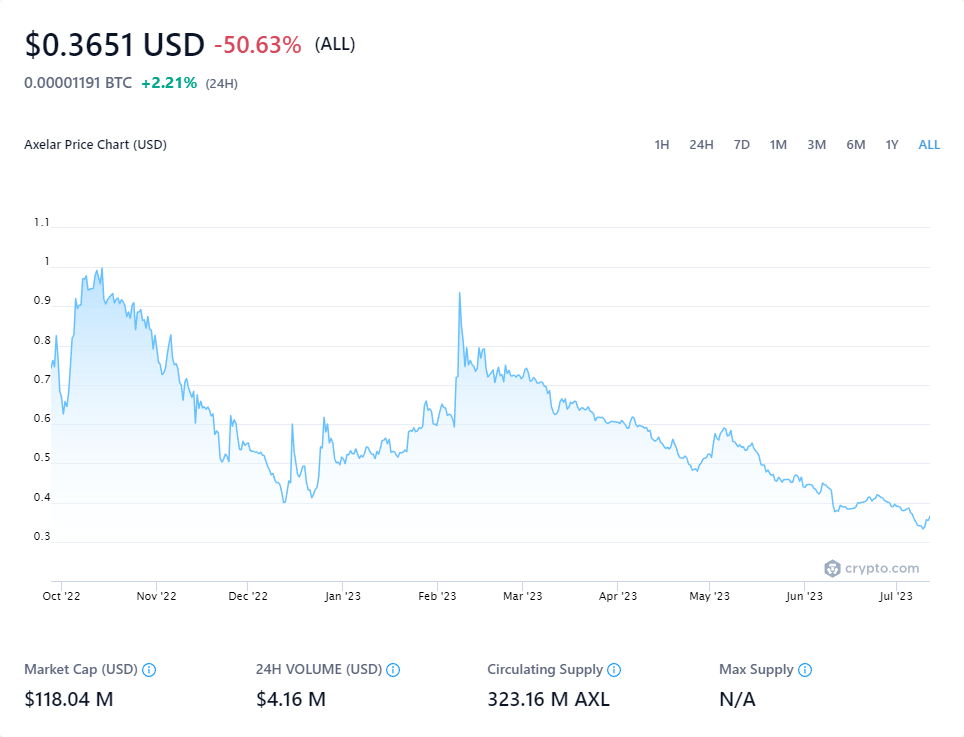 $0.3651 USD -50.63% (ALL)
0.00001191 BTC +2.21% (24H)
Axelar Price Chart (USD) 1H 24H 7D 1M 3M 6M 1Y ALL
1.1
1
0.9
0.8
0.7
0.6
0.5
0.4
0.3
crypto.com
Oct '22 Nov '22 Dec '22 Jan '23 Feb '23 Mar '23 Apr '23 May '23 Jun '23 Jul '23
Market Cap (USD) 24H VOLUME (USD) Circulating Supply Max Supply
$118.04 M $4.16 M 323.16 M AXL N/A